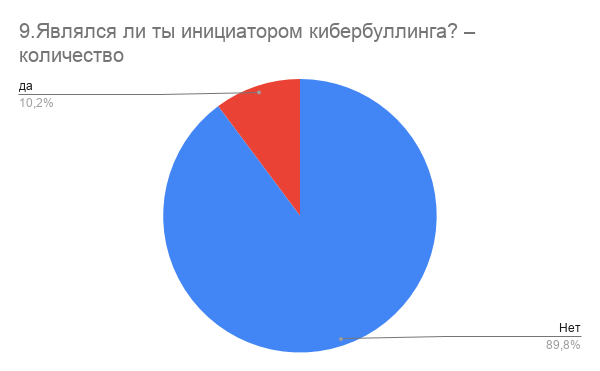 9.Являлся ли ты инициатором кибербуллинга? –
количество
да
10,2%
Нет
89,8%